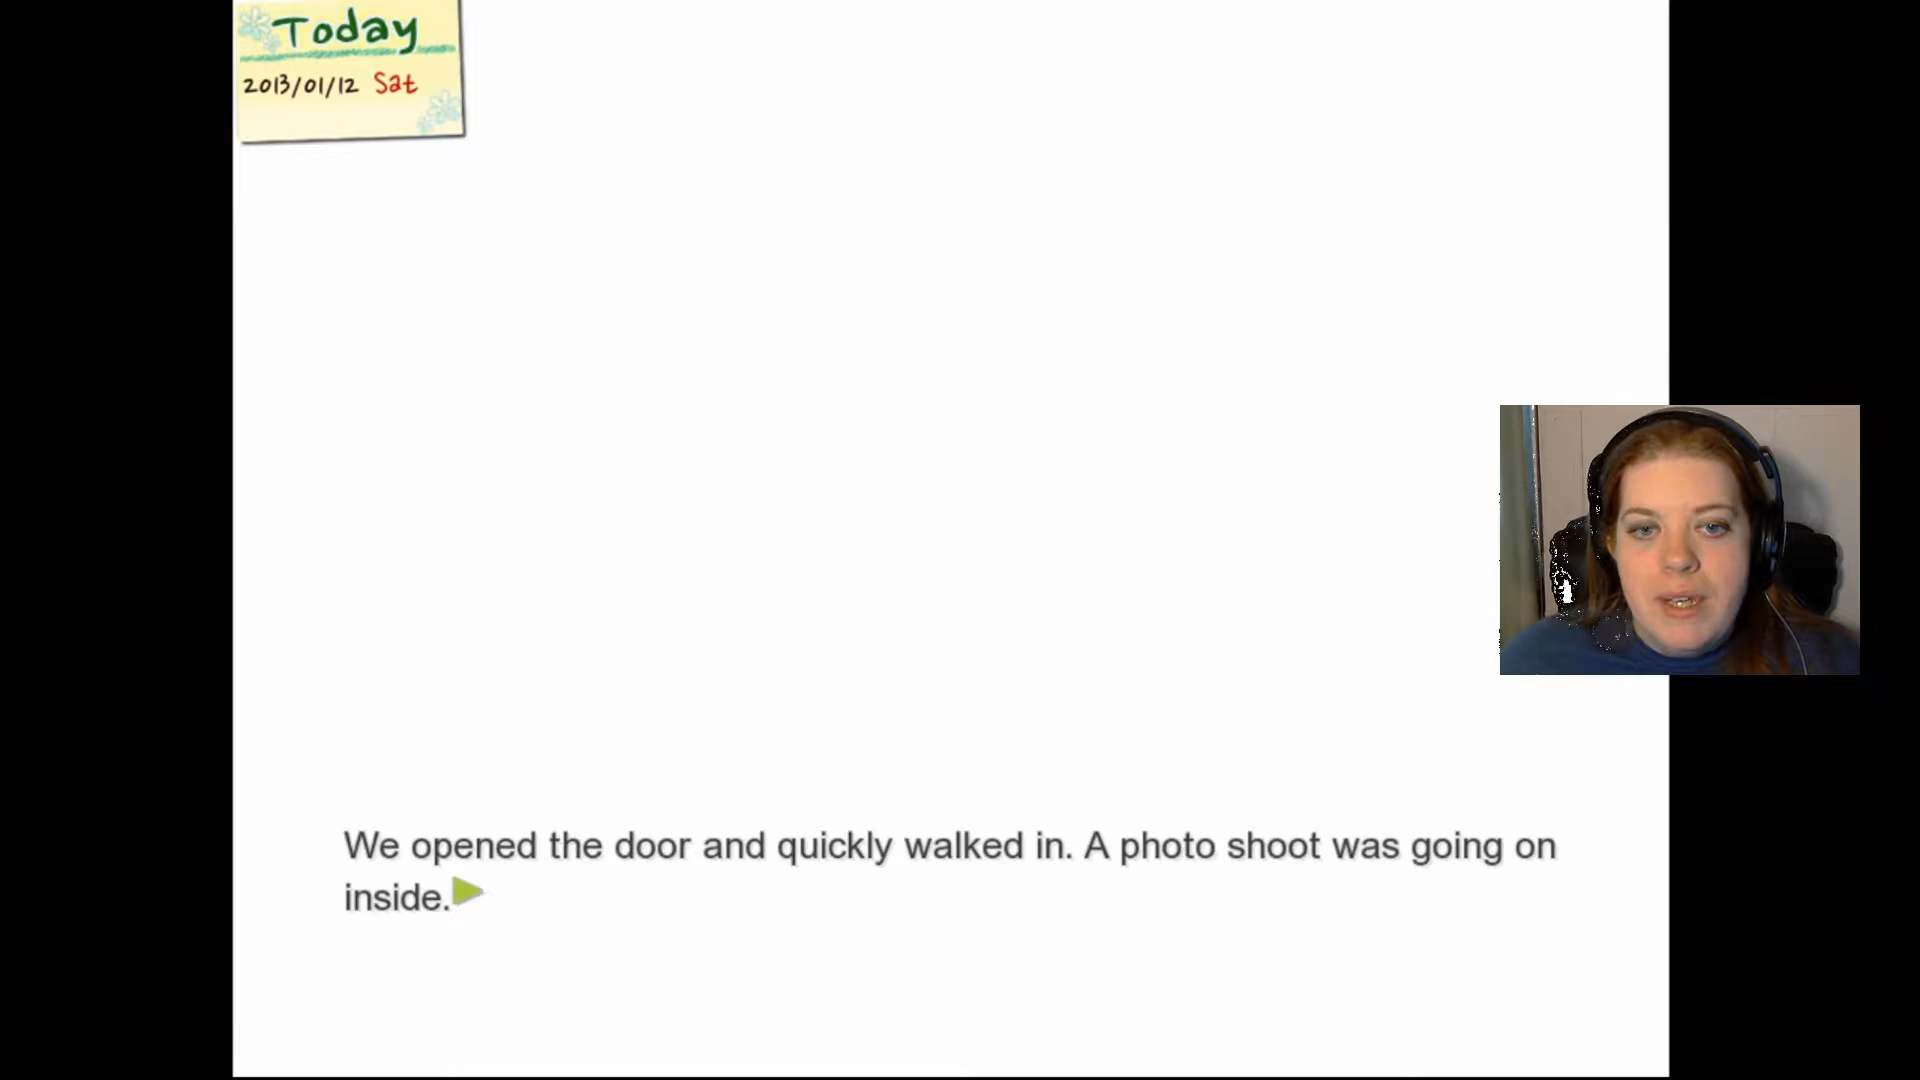 Today
2013/01/12 Sat
We opened the door and quickly walked in. A photo shoot was going on
inside.